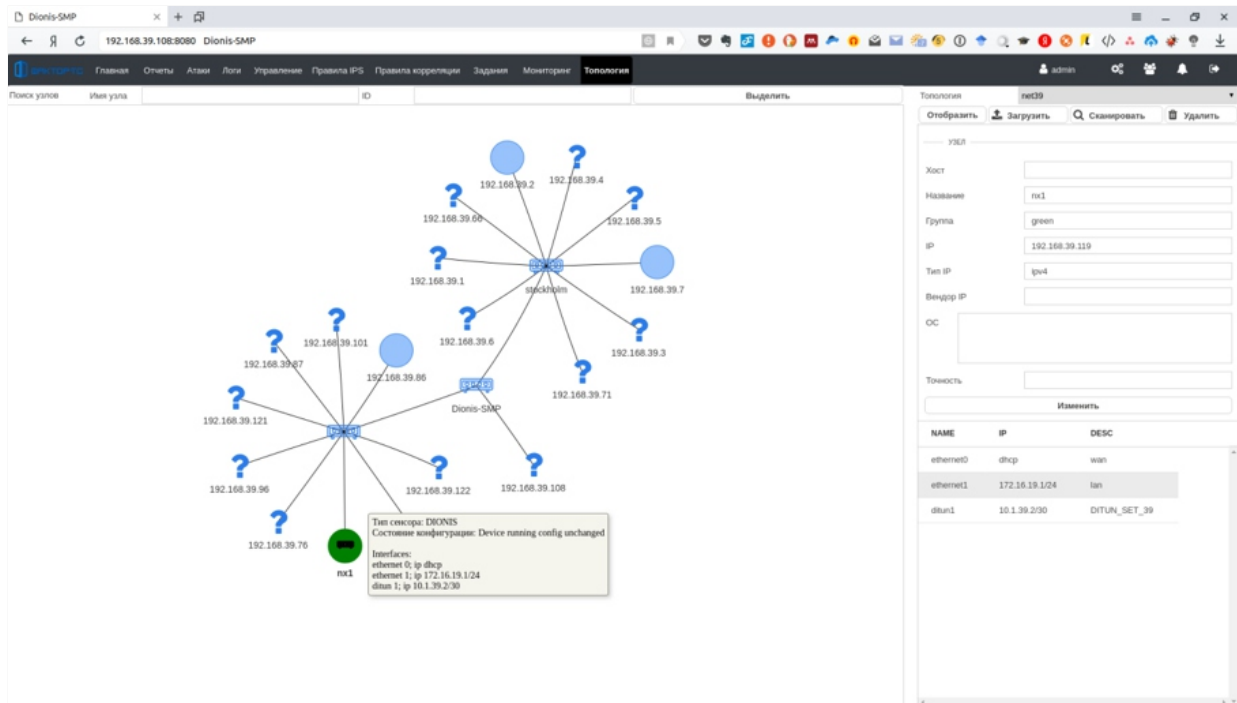 Dionis-SMP
192.168.39.108:8080 Dionis-SMP
Главная Отчеты Атаки Логи Управление Правила IPS Правила корреляции Задания Мониторинг Топология
admin
Поиск узлов Имя узла ID Выделить
Топология net39
Отобразить Загрузить Сканировать Удалить
УЗЕЛ
Хост
Название nx1
Группа green
IP 192.168.39.119
Тип IP ipv4
Вендор IP
ОС
Точность
Изменить
NAME IP DESC
ethernet0 dhcp wan
ethernet1 172.16.19.1/24 lan
ditun1 10.1.39.2/30 DITUN_SET_39
192.168.39.2
192.168.39.4
192.168.39.66
192.168.39.5
192.168.39.1
stockholm
192.168.39.7
192.168.39.101
192.168.39.6
192.168.39.3
192.168.39.87
192.168.39.86
192.168.39.71
192.168.39.121
Dionis-SMP
192.168.39.96
192.168.39.122
192.168.39.108
192.168.39.76
nx1
Тип сенсора: DIONIS
Состояние конфигурации: Device running config unchanged
Interfaces:
ethernet 0; ip dhcp
ethernet 1; ip 172.16.19.1/24
ditun 1; ip 10.1.39.2/30